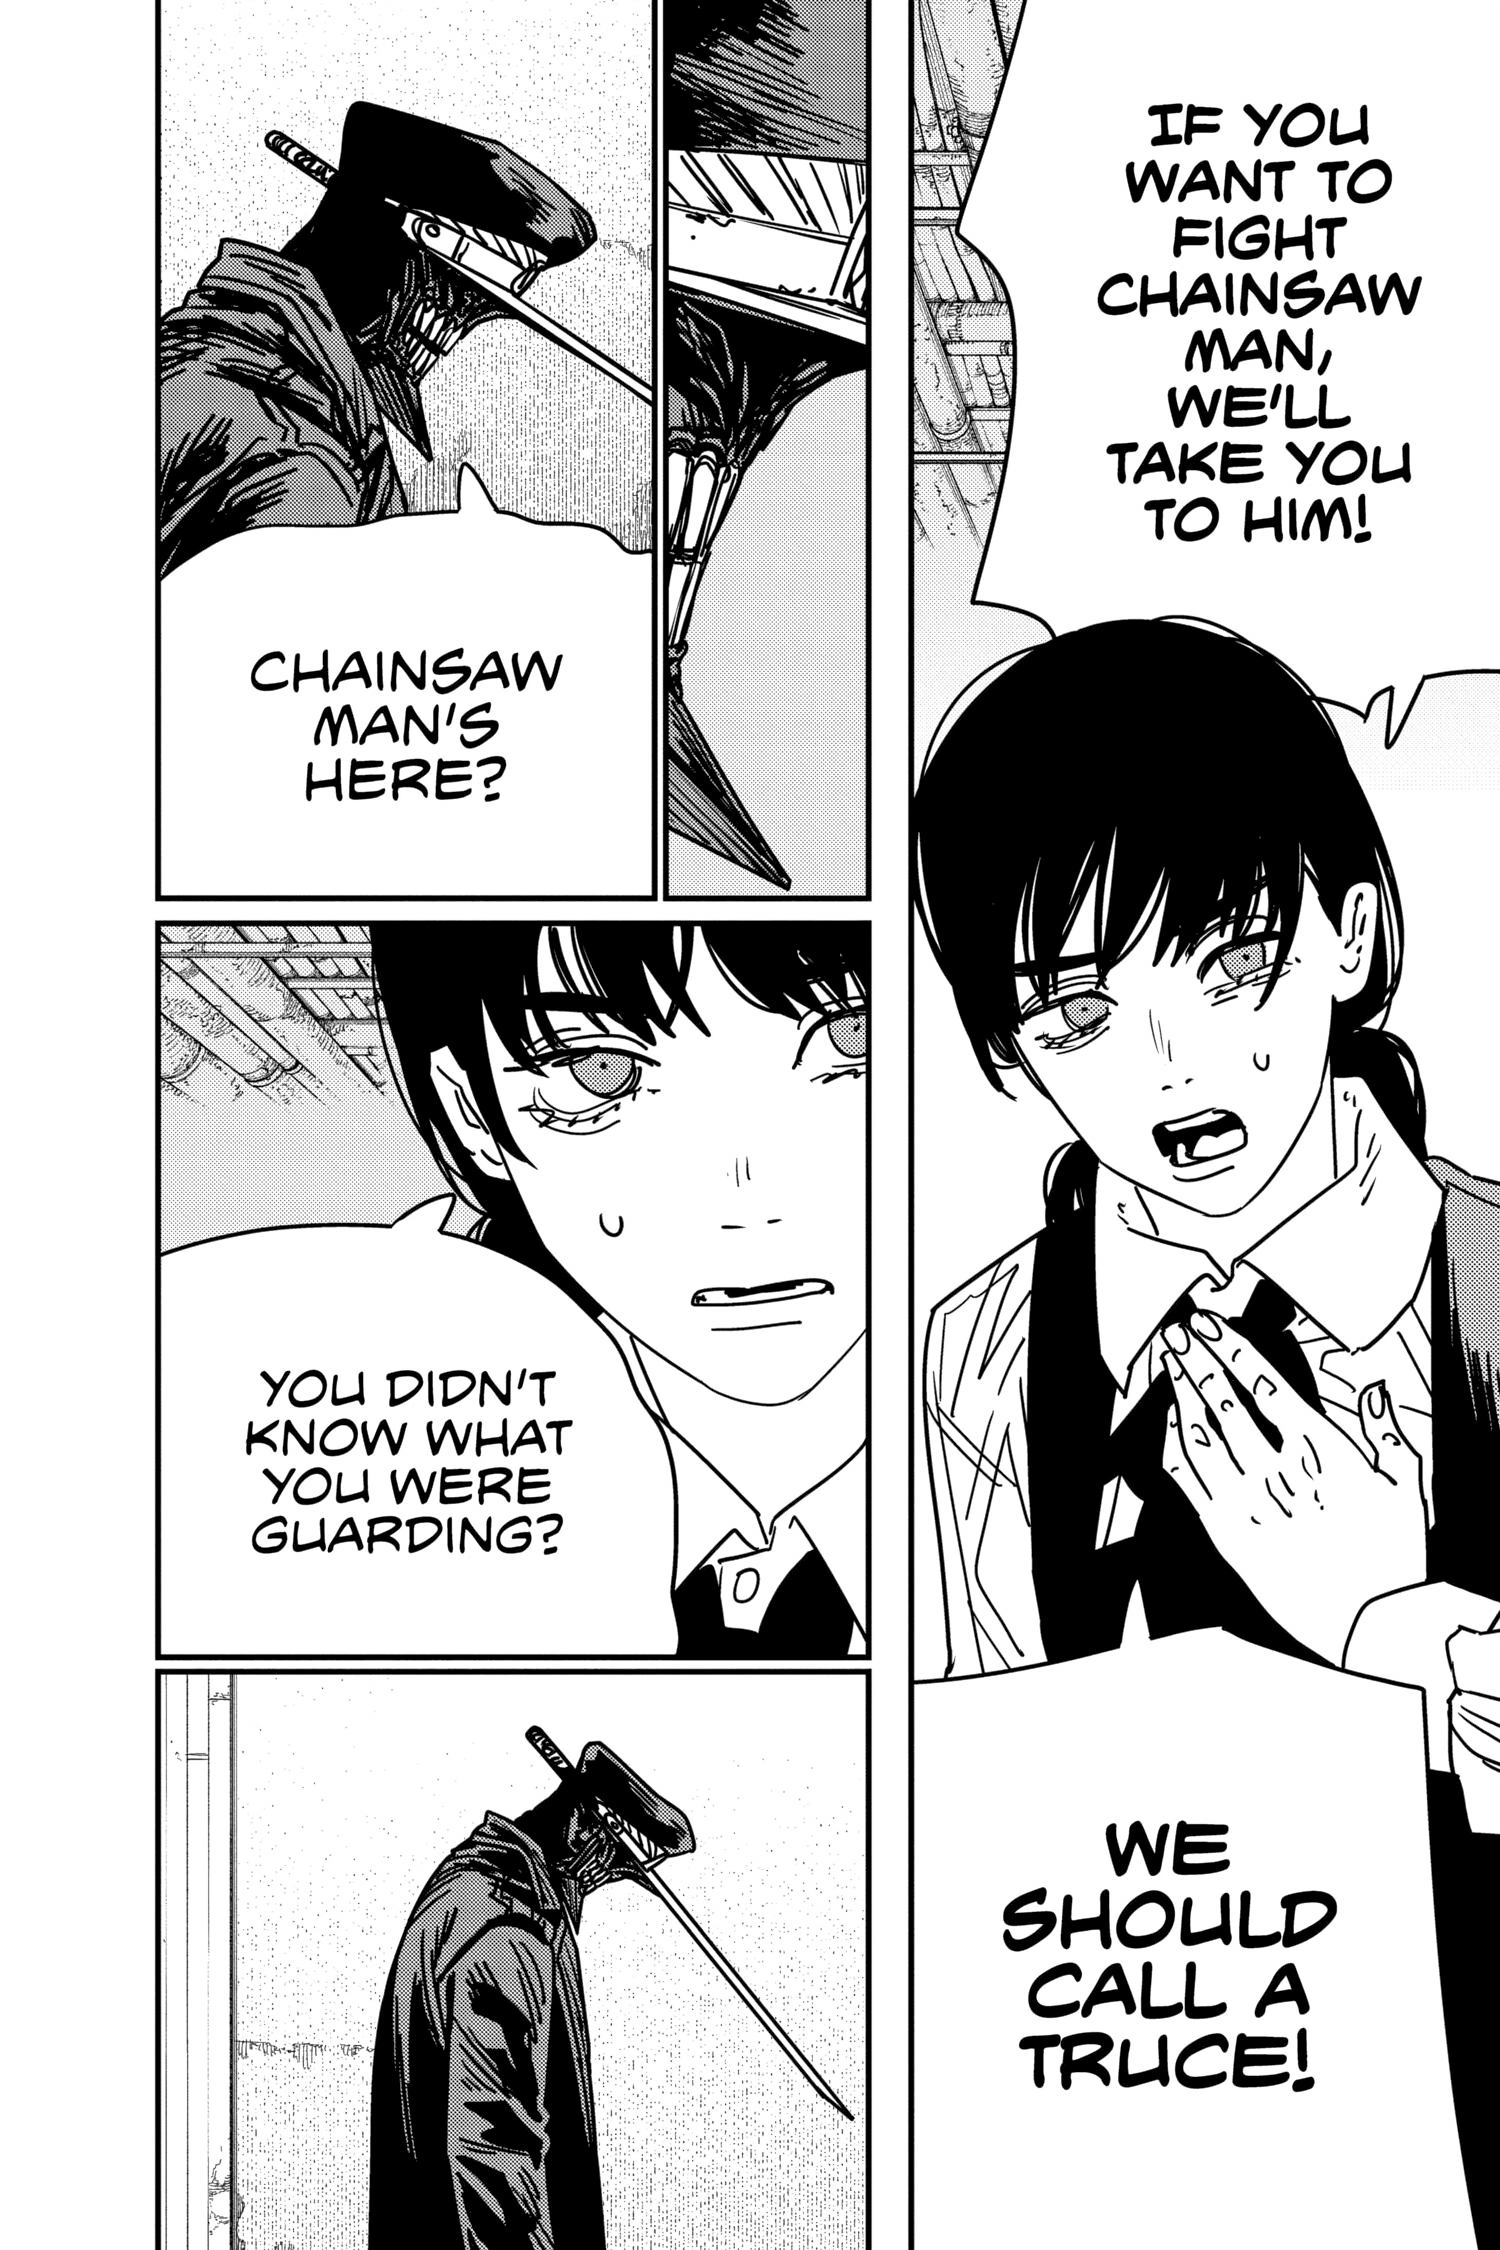 IF YOU
WANT TO
FIGHT
CHAINSAW
MAN,
WE'LL
TAKE YOU
TO HIM!
WE
SHOULD
CALL A
TRUCE!
CHAINSAW
MAN'S
HERE?
YOU DIDN'T
KNOW WHAT
YOU WERE
GUARDING?